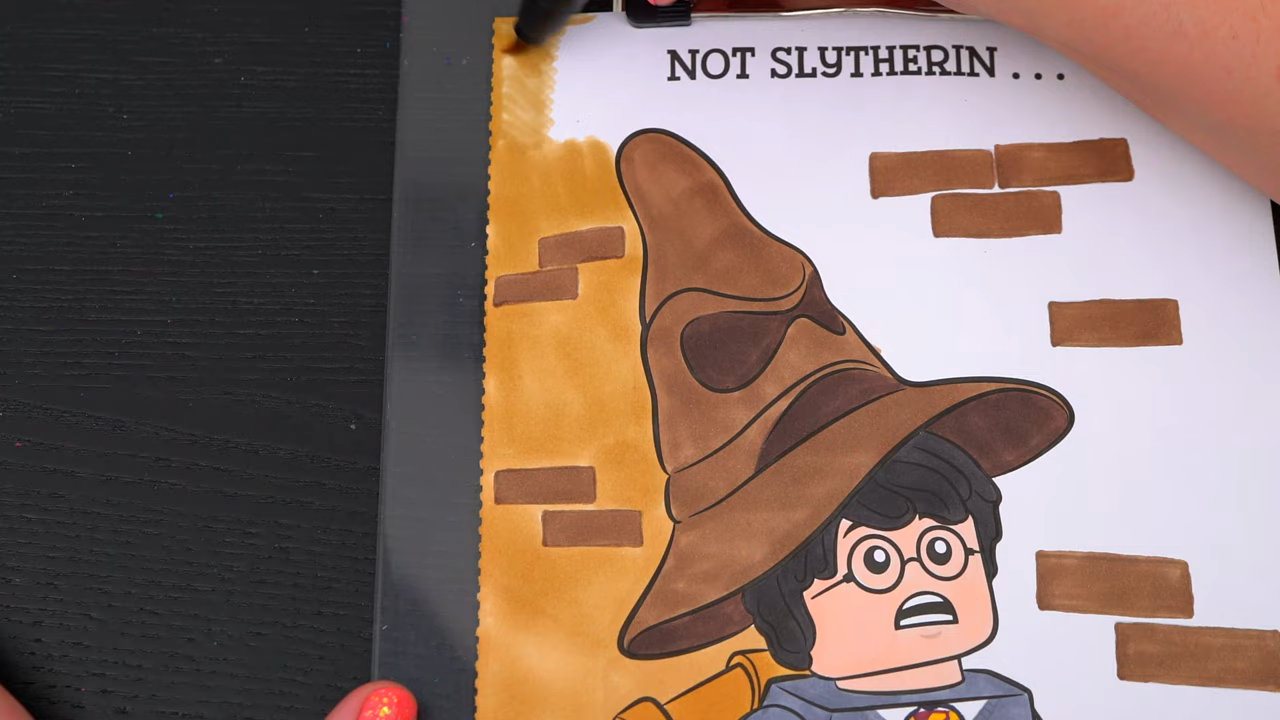 NOT SLYTHERIN . . .